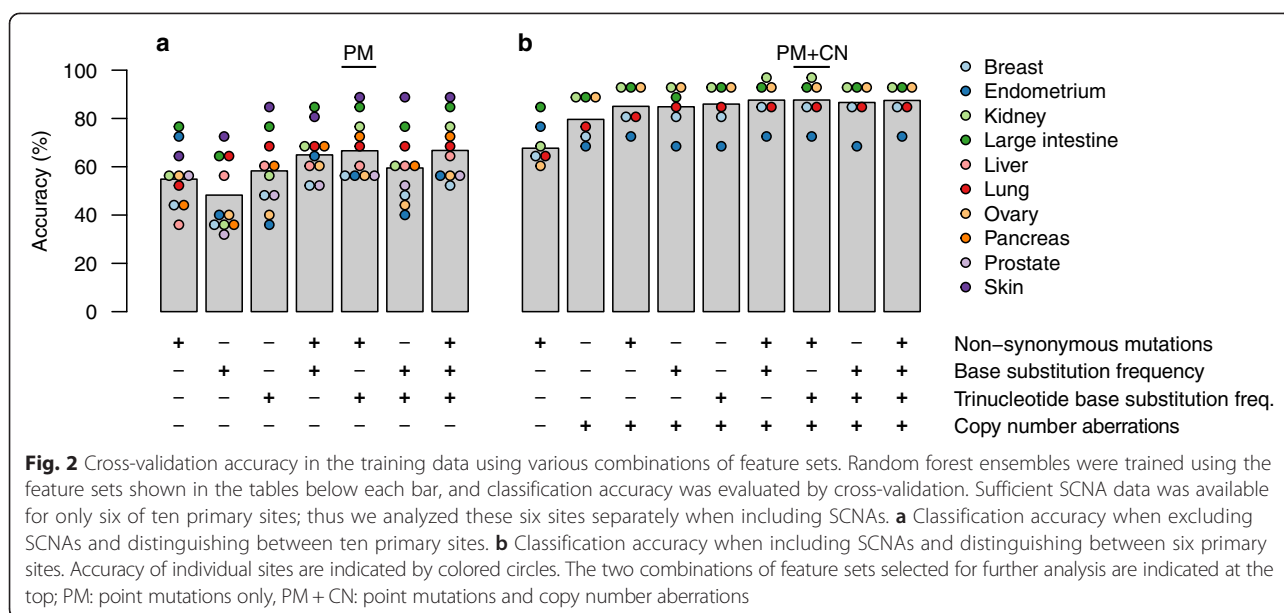 a
b
PM
PM+CN
100
80
60
40
20
0
Accuracy (%)
Breast
Endometrium
Kidney
Large intestine
Liver
Lung
Ovary
Pancreas
Prostate
Skin
+ − − + + − + + − + − − + + − + Non−synonymous mutations
− + − + − + + − − − + − + − + + Base substitution frequency
− − + − + + + − − − − + − + + + Trinucleotide base substitution freq.
− − − − − − − − + + + + + + + + Copy number aberrations
Fig. 2 Cross-validation accuracy in the training data using various combinations of feature sets. Random forest ensembles were trained using the
feature sets shown in the tables below each bar, and classification accuracy was evaluated by cross-validation. Sufficient SCNA data was available
for only six of ten primary sites; thus we analyzed these six sites separately when including SCNAs. a Classification accuracy when excluding
SCNAs and distinguishing between ten primary sites. b Classification accuracy when including SCNAs and distinguishing between six primary
sites. Accuracy of individual sites are indicated by colored circles. The two combinations of feature sets selected for further analysis are indicated at the
top; PM: point mutations only, PM + CN: point mutations and copy number aberrations